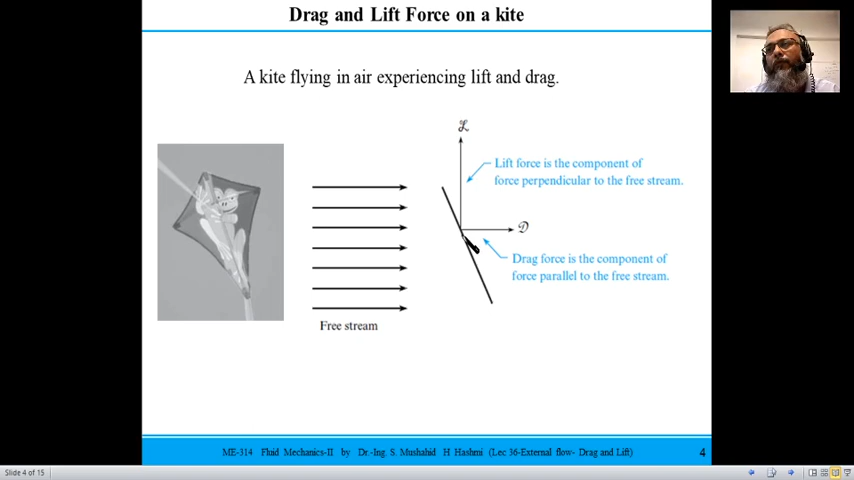 Drag and Lift Force on a kite
A kite flying in air experiencing lift and drag.
ℒ
Lift force is the component of
force perpendicular to the free stream.
𝒟
Drag force is the component of
force parallel to the free stream.
Free stream
ME-314 Fluid Mechanics-II by Dr.-Ing. S. Mushahid H Hashmi (Lec 36-External flow- Drag and Lift) 4
Slide 4 of 15